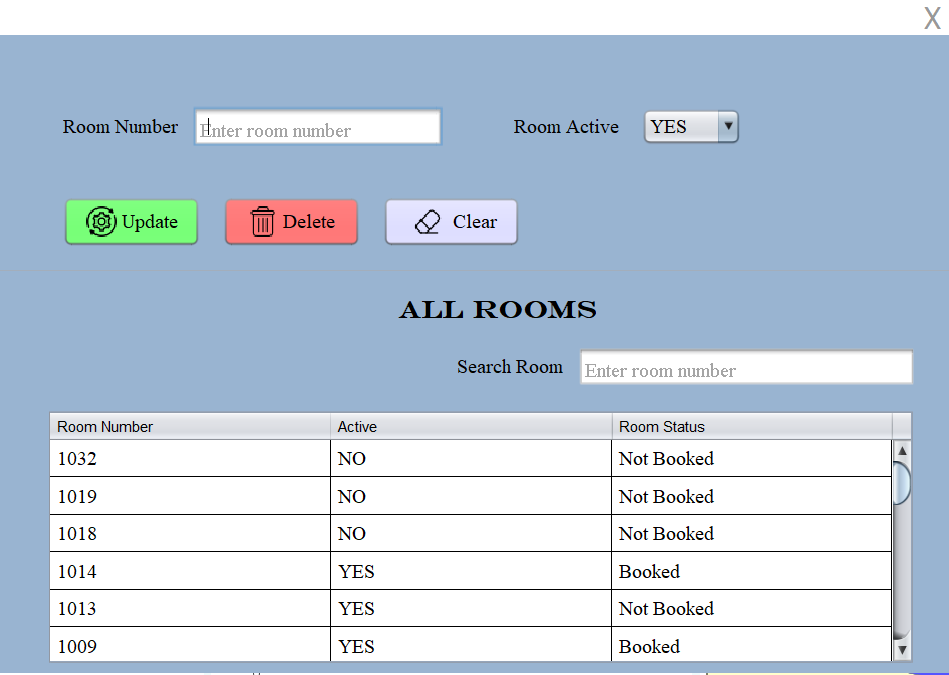 X
Room Number Enter room number Room Active YES
Update Delete Clear
ALL ROOMS
Search Room Enter room number
Room Number Active Room Status
1032 NO Not Booked
1019 NO Not Booked
1018 NO Not Booked
1014 YES Booked
1013 YES Not Booked
1009 YES Booked